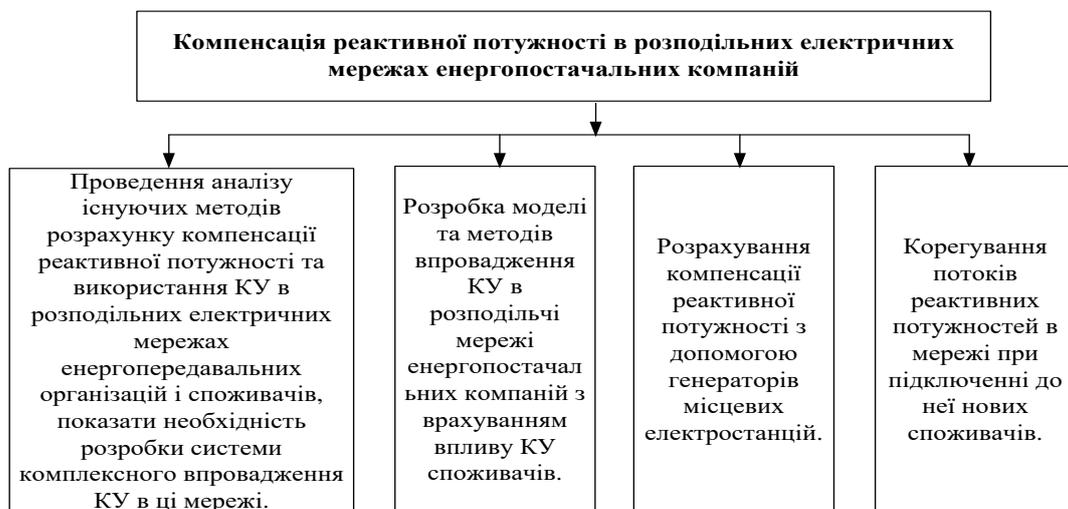 Компенсація реактивної потужності в розподільних електричних
мережах енергопостачальних компаній
Проведення аналізу
існуючих методів
розрахунку компенсації
реактивної потужності та
використання КУ в
розподільних електричних
мережах
енергопередавальних
організацій і споживачів,
показати необхідність
розробки системи
комплексного впровадження
КУ в ці мережі.
Розробка моделі
та методів
впровадження
КУ в
розподільчі
мережі
енергопостачал
ьних компаній з
врахуванням
впливу КУ
споживачів.
Розрахування
компенсації
реактивної
потужності з
допомогою
генераторів
місцевих
електростанцій.
Корегування
потоків
реактивних
потужностей в
мережі при
підключенні до
неї нових
споживачів.